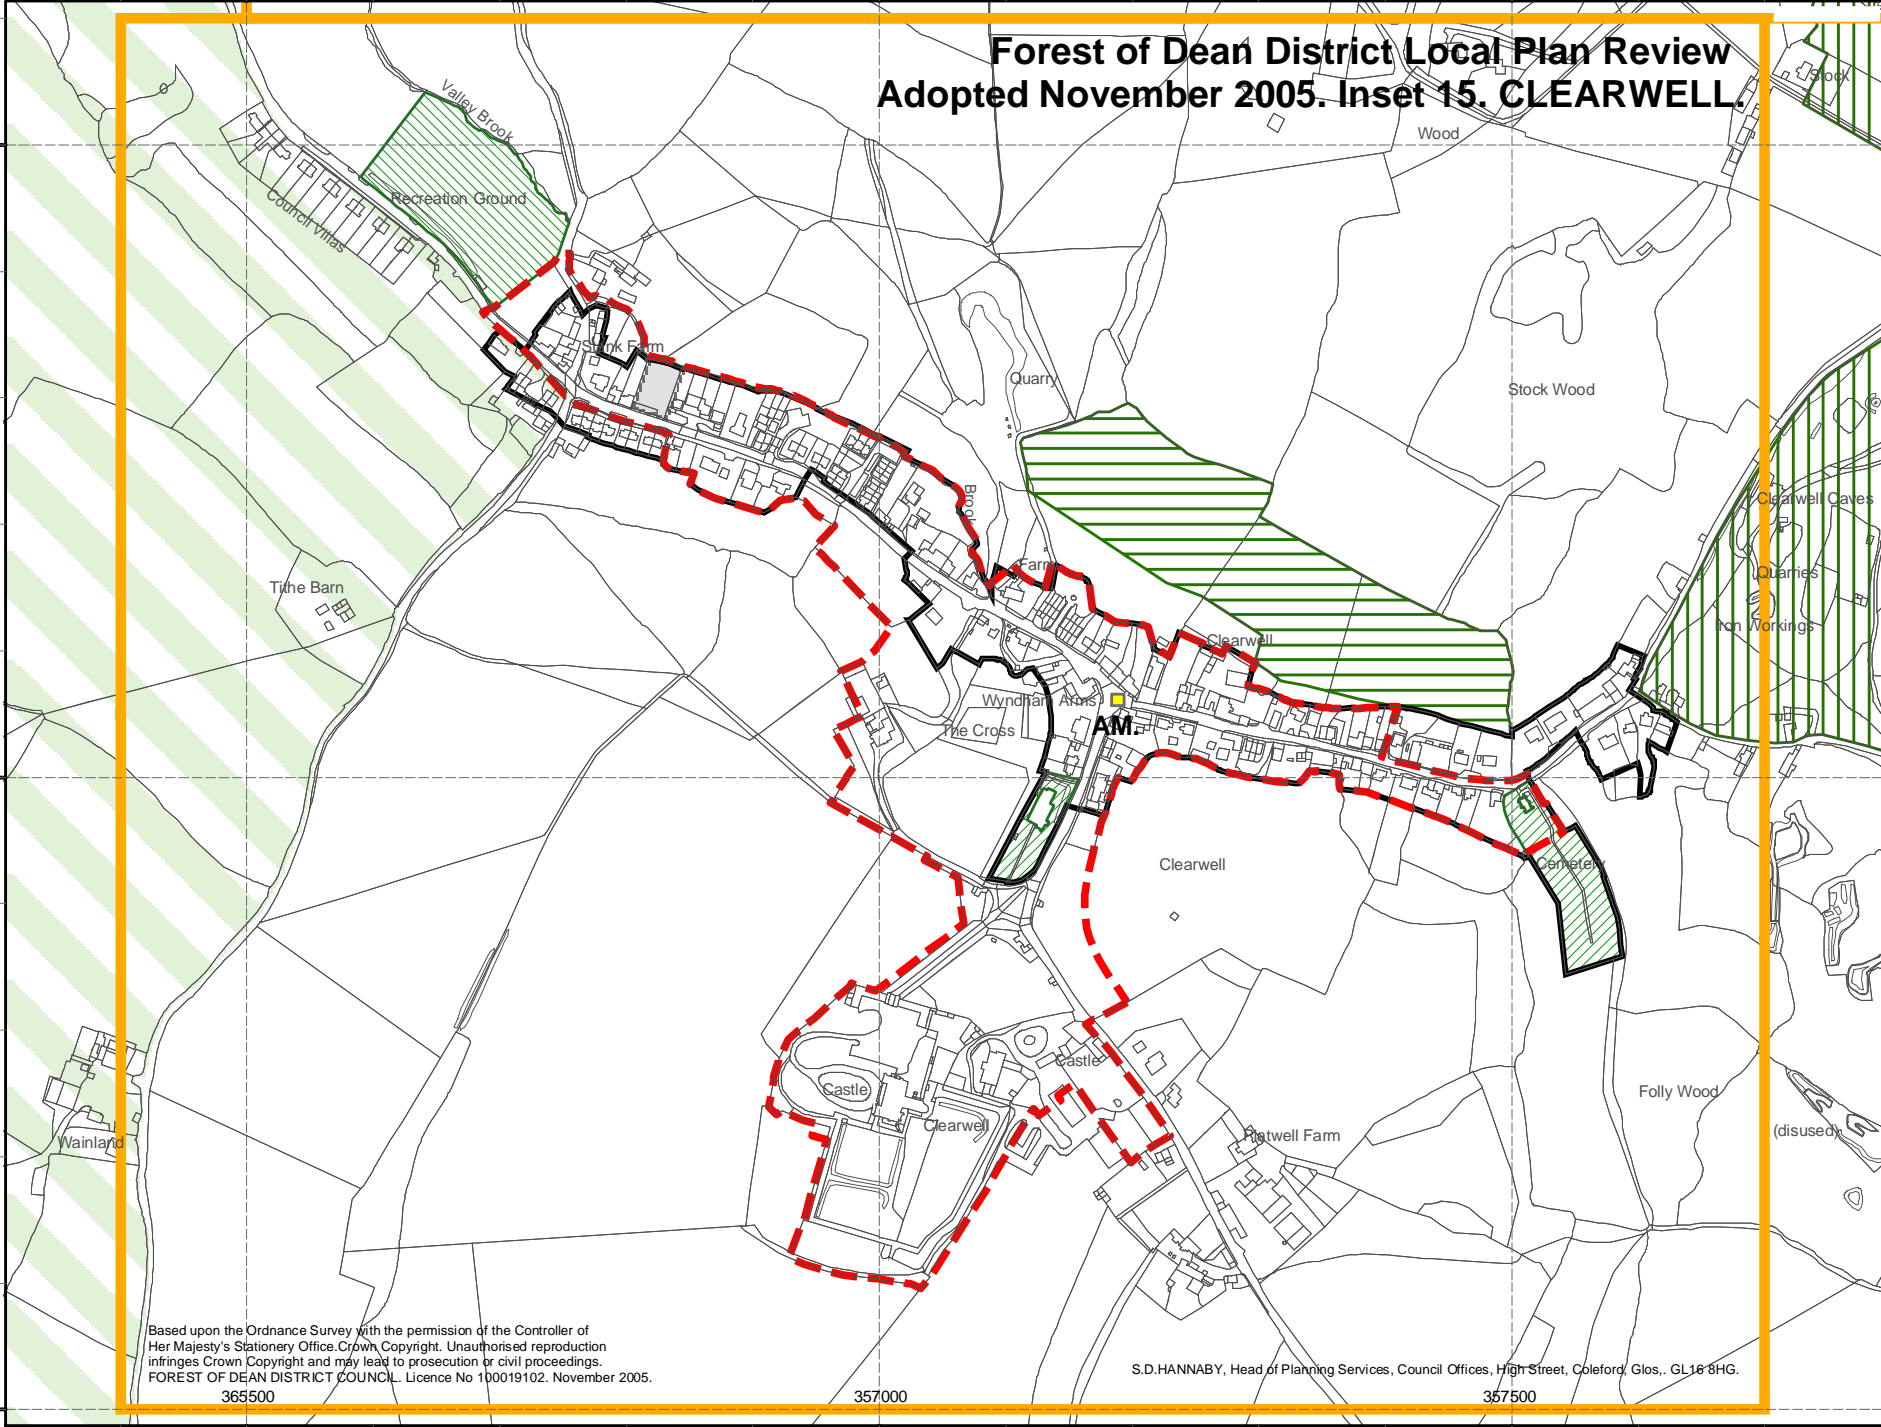 Forest of Dean District Local Plan Review
Adopted November 2005. Inset 15. CLEARWELL.
Stock
Valley Brook
Wood
Recreation Ground
Council Villas
Farm
Quarry
Stock Wood
Brook
Clearwell Caves
Farm
Quarries
Tithe Barn
Iron Workings
Clearwell
Wyndham Arms
AM.
The Cross
Clearwell
Cemetery
Castle
Castle
Folly Wood
Clearwell
Wainland
Platwell Farm
(disused)
Based upon the Ordnance Survey with the permission of the Controller of
Her Majesty's Stationery Office.Crown Copyright. Unauthorised reproduction
infringes Crown Copyright and may lead to prosecution or civil proceedings.
FOREST OF DEAN DISTRICT COUNCIL. Licence No 100019102. November 2005.
S.D.HANNABY, Head of Planning Services, Council Offices, High Street, Coleford, Glos,. GL16 8HG.
365500
357000
357500